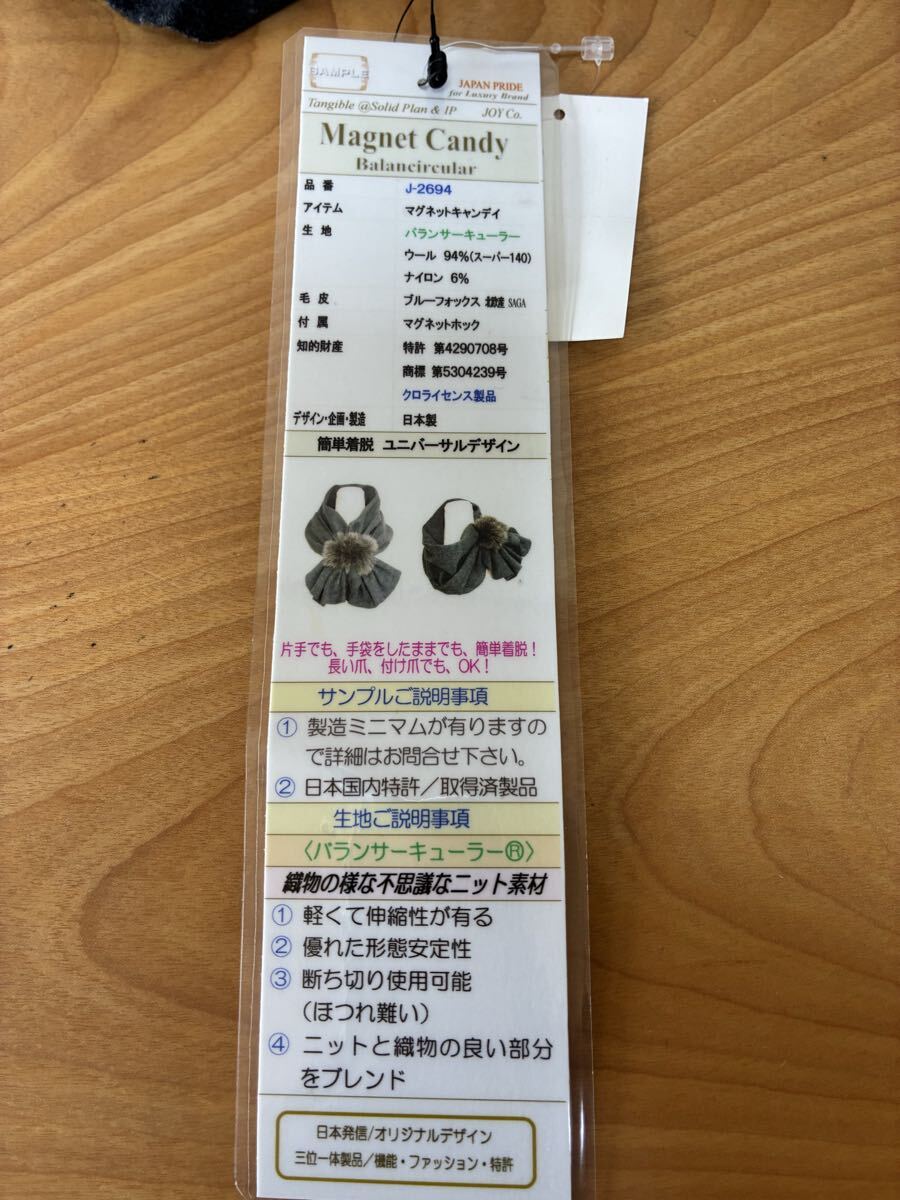 SAMPLE
JAPAN PRIDE
for Luxury Brand
Tangible @Solid Plan & IP JOY Co.
Magnet Candy
Balancircular
品番 J-2694
アイテム マグネットキャンデイ
生地 バランサーキューラー
ウール 94%(スーパー140)
ナイロン 6%
毛皮 ブルーフォックス 北欧産 SAGA
付属 マグネットホック
知的財産 特許 第4290708号
商標 第5304239号
クロライセンス製品
デザイン・企画・製造 日本製
簡単着脱 ユニバーサルデザイン
片手でも、手袋をしたままでも、簡単着脱!
長い爪、付け爪でも、OK!
サンプルご説明事項
① 製造ミニマムが有りますの
で詳細はお問合せ下さい。
② 日本国内特許/取得済製品
生地ご説明事項
〈バランサーキューラー®〉
織物の様な不思議なニット素材
① 軽くて伸縮性が有る
② 優れた形態安定性
③ 断ち切り使用可能
(ほつれ難い)
④ ニットと織物の良い部分
をブレンド
日本発信/オリジナルデザイン
三位一体製品/機能・ファッション・特許